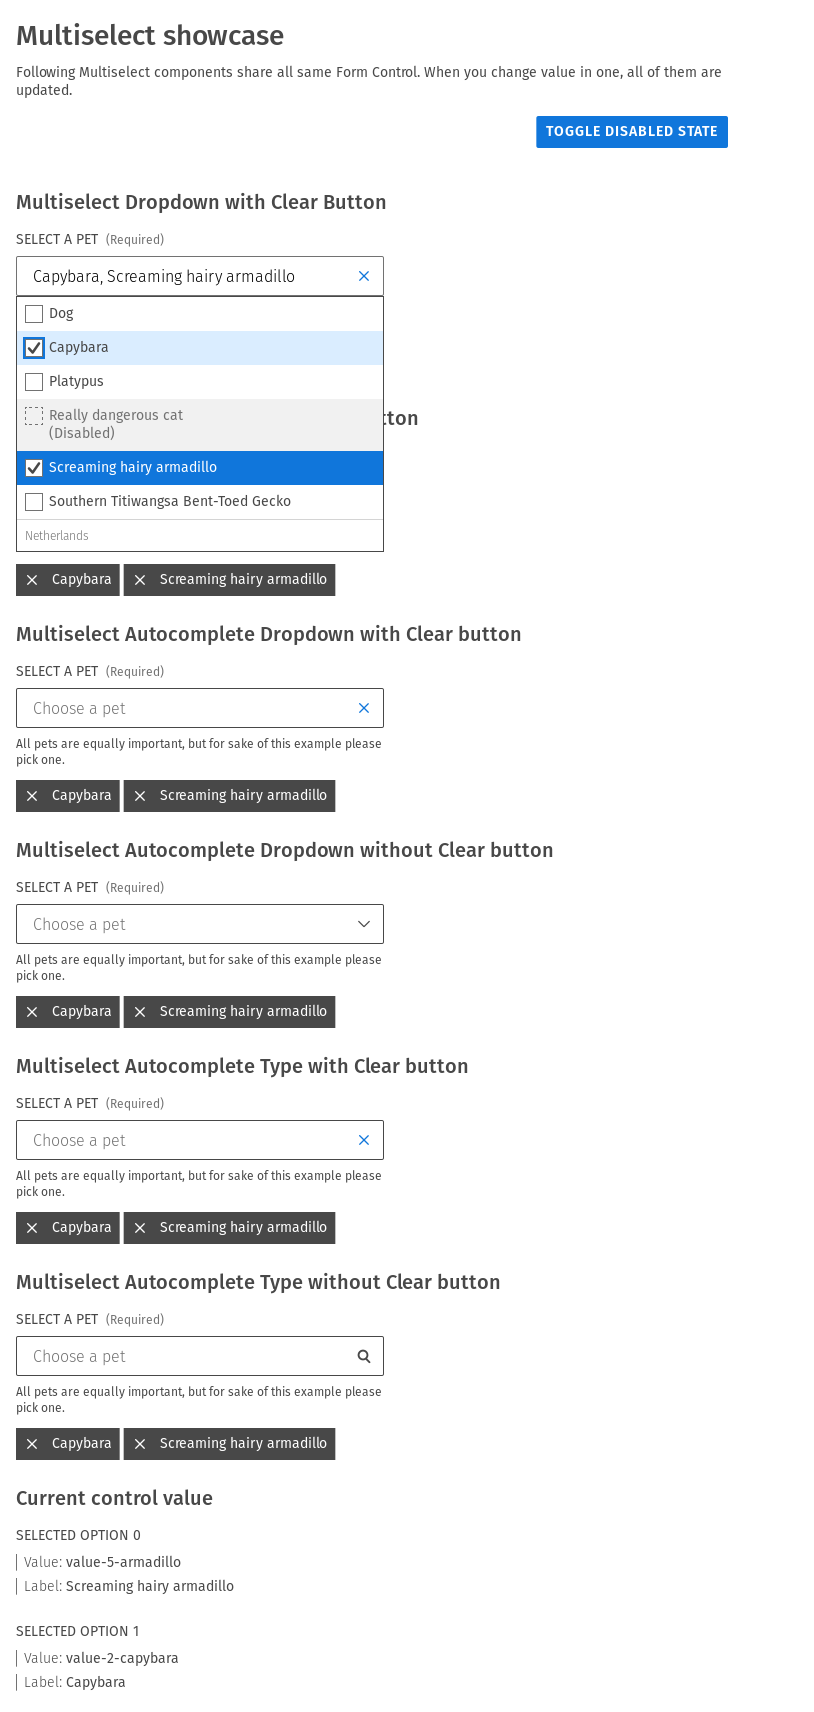 Multiselect showcase
Following Multiselect components share all same Form Control. When you change value in one, all of them are
updated.
TOGGLE DISABLED STATE
Multiselect Dropdown with Clear Button
SELECT A PET (Required)
Capybara, Screaming hairy armadillo
Dog
Capybara
Platypus
Really dangerous cat
(Disabled)
Screaming hairy armadillo
Southern Titiwangsa Bent-Toed Gecko
Netherlands
Capybara Screaming hairy armadillo
Multiselect Autocomplete Dropdown with Clear button
SELECT A PET (Required)
Choose a pet
All pets are equally important, but for sake of this example please
pick one.
Capybara Screaming hairy armadillo
Multiselect Autocomplete Dropdown without Clear button
SELECT A PET (Required)
Choose a pet
All pets are equally important, but for sake of this example please
pick one.
Capybara Screaming hairy armadillo
Multiselect Autocomplete Type with Clear button
SELECT A PET (Required)
Choose a pet
All pets are equally important, but for sake of this example please
pick one.
Capybara Screaming hairy armadillo
Multiselect Autocomplete Type without Clear button
SELECT A PET (Required)
Choose a pet
All pets are equally important, but for sake of this example please
pick one.
Capybara Screaming hairy armadillo
Current control value
SELECTED OPTION 0
Value: value-5-armadillo
Label: Screaming hairy armadillo
SELECTED OPTION 1
Value: value-2-capybara
Label: Capybara